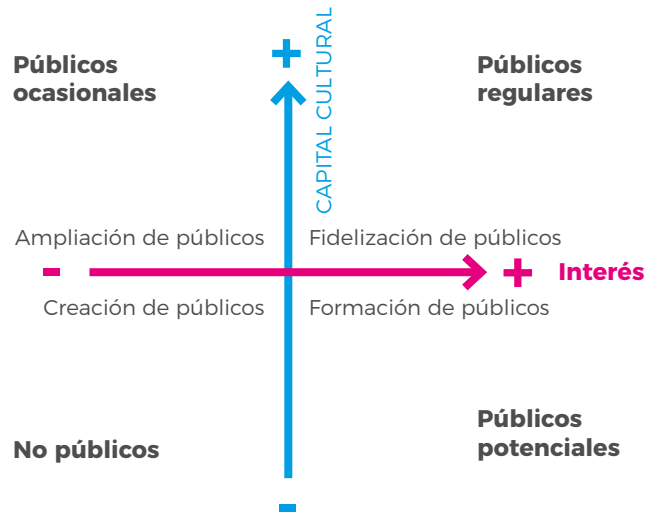 Públicos
ocasionales
+
CAPITAL CULTURAL
Públicos
regulares
Ampliación de públicos
Fidelización de públicos
-
+
Interés
Creación de públicos
Formación de públicos
No públicos
Públicos
potenciales
-